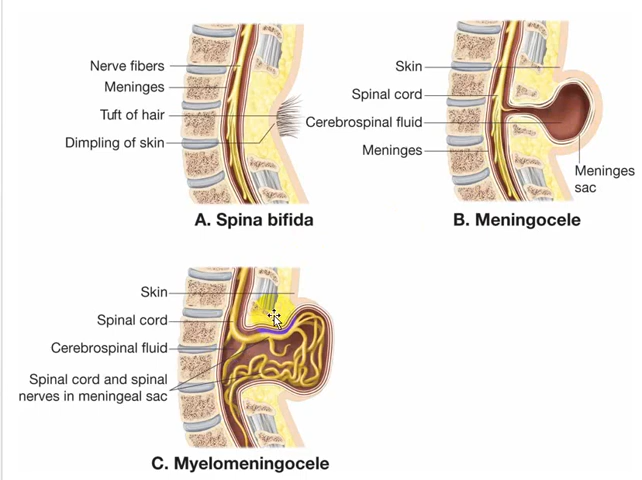 Nerve fibers
Meninges
Tuft of hair
Dimpling of skin
A. Spina bifida
Skin
Spinal cord
Cerebrospinal fluid
Meninges
Meninges
sac
B. Meningocele
Skin
Spinal cord
Cerebrospinal fluid
Spinal cord and spinal
nerves in meningeal sac
C. Myelomeningocele